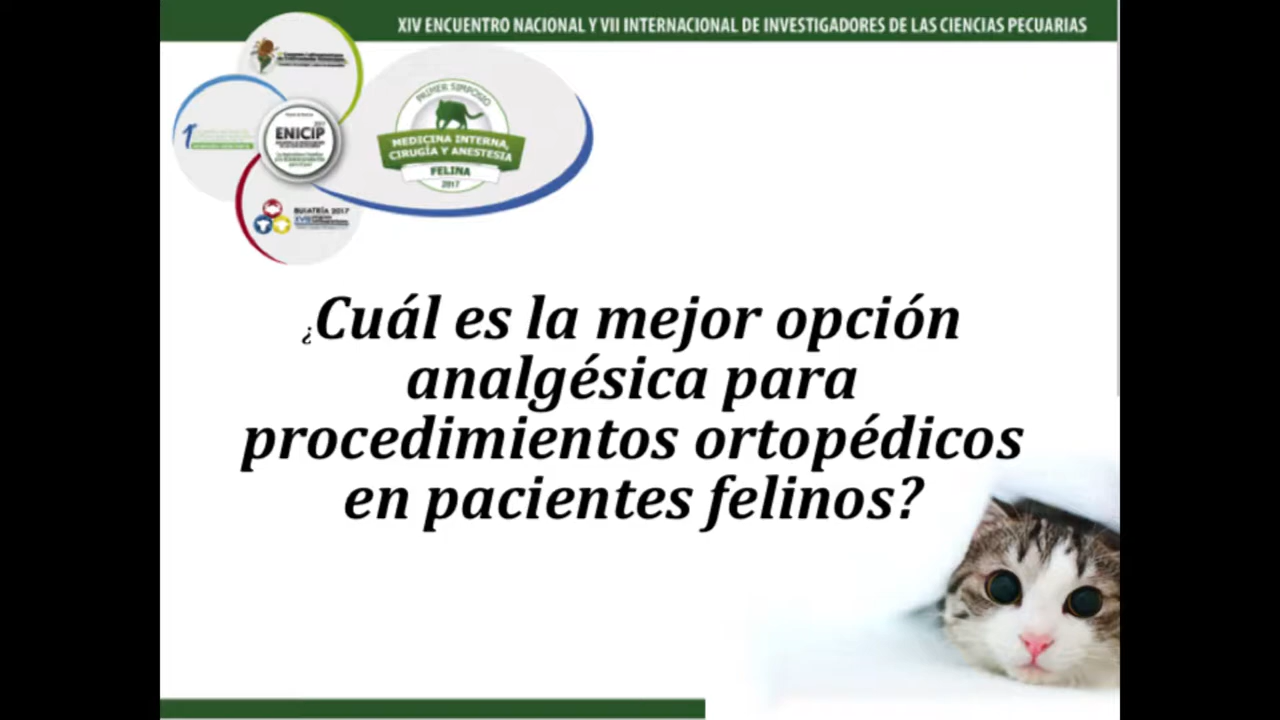 XIV ENCUENTRO NACIONAL Y VII INTERNACIONAL DE INVESTIGADORES DE LAS CIENCIAS PECUARIAS
PRIMER SIMPOSIO
MEDICINA INTERNA,
CIRUGÍA Y ANESTESIA
FELINA
2017
ENICIP
BUIATRÍA 2017
¿Cuál es la mejor opción
analgésica para
procedimientos ortopédicos
en pacientes felinos?